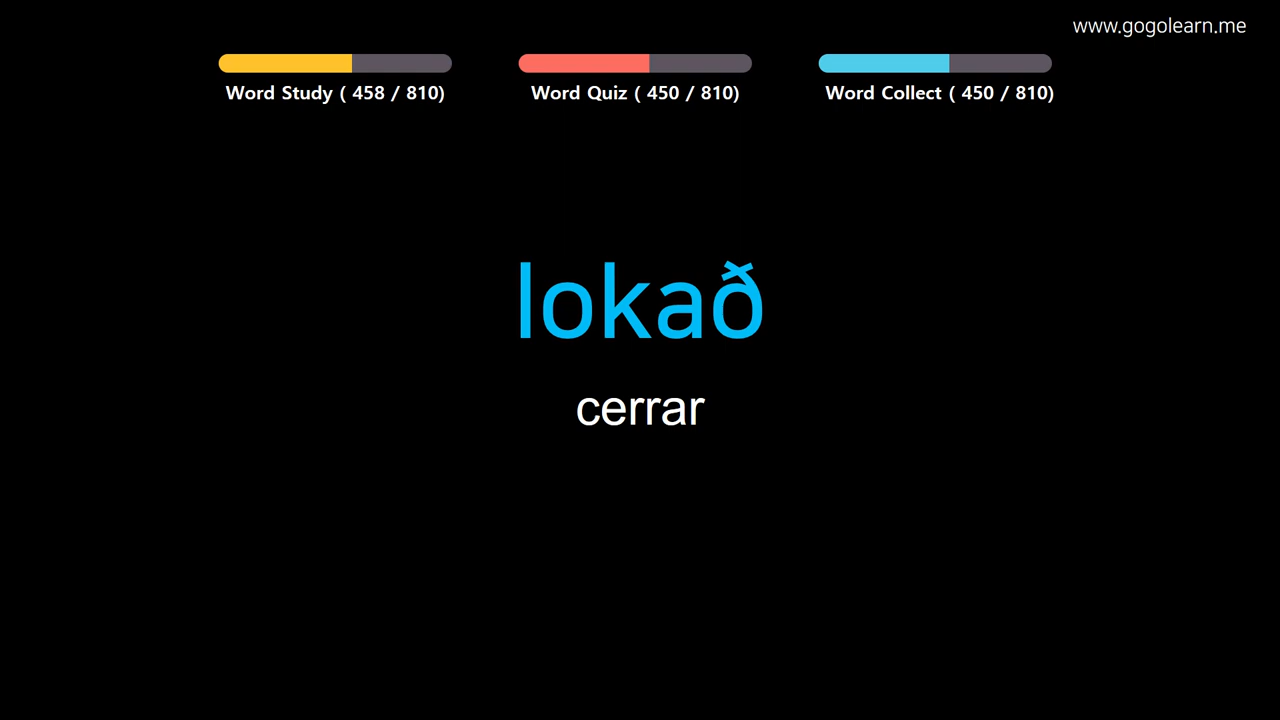 www.gogolearn.me
Word Study ( 458 / 810)
Word Quiz ( 450 / 810)
Word Collect ( 450 / 810)
lokað
cerrar